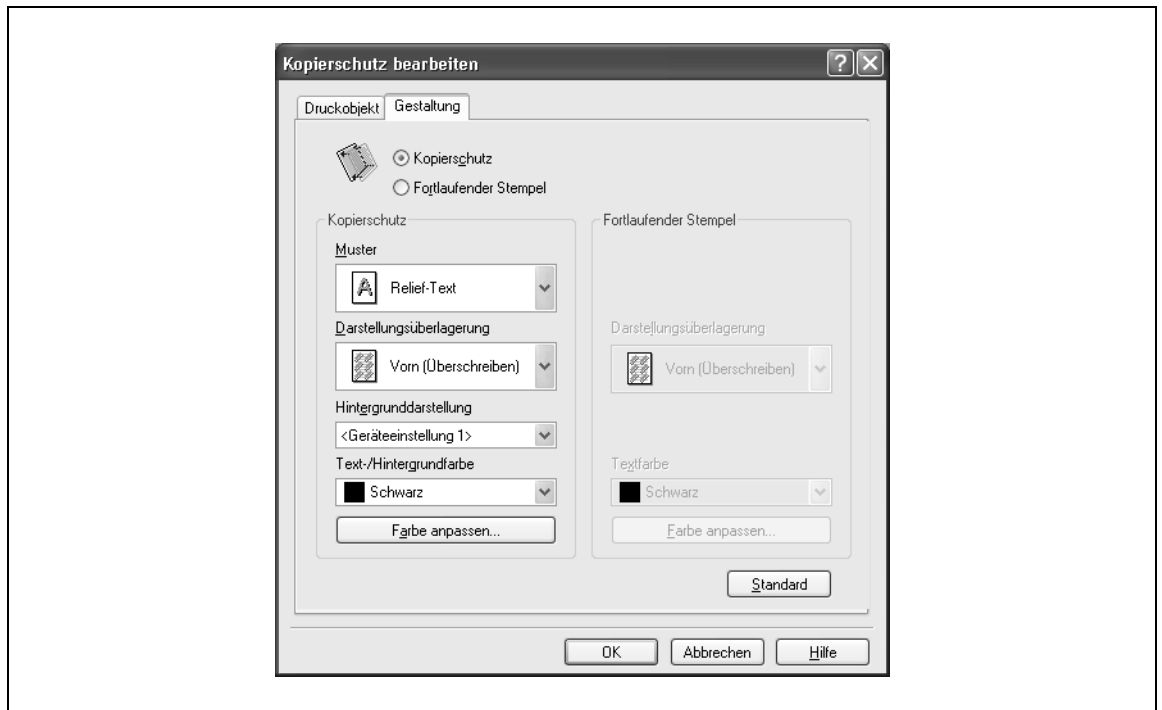 Kopierschutz bearbeiten
Druckobjekt
Gestaltung
Kopierschutz
Fortlaufender Stempel
Kopierschutz
Muster
A Relief-Text
Darstellungsüberlagerung
Vorn (Überschreiben)
Hintergrunddarstellung
<Geräteeinstellung 1>
Text-/Hintergrundfarbe
Schwarz
Farbe anpassen...
Fortlaufender Stempel
Darstellungsüberlagerung
Vorn (Überschreiben)
Textfarbe
Schwarz
Farbe anpassen...
Standard
OK
Abbrechen
Hilfe